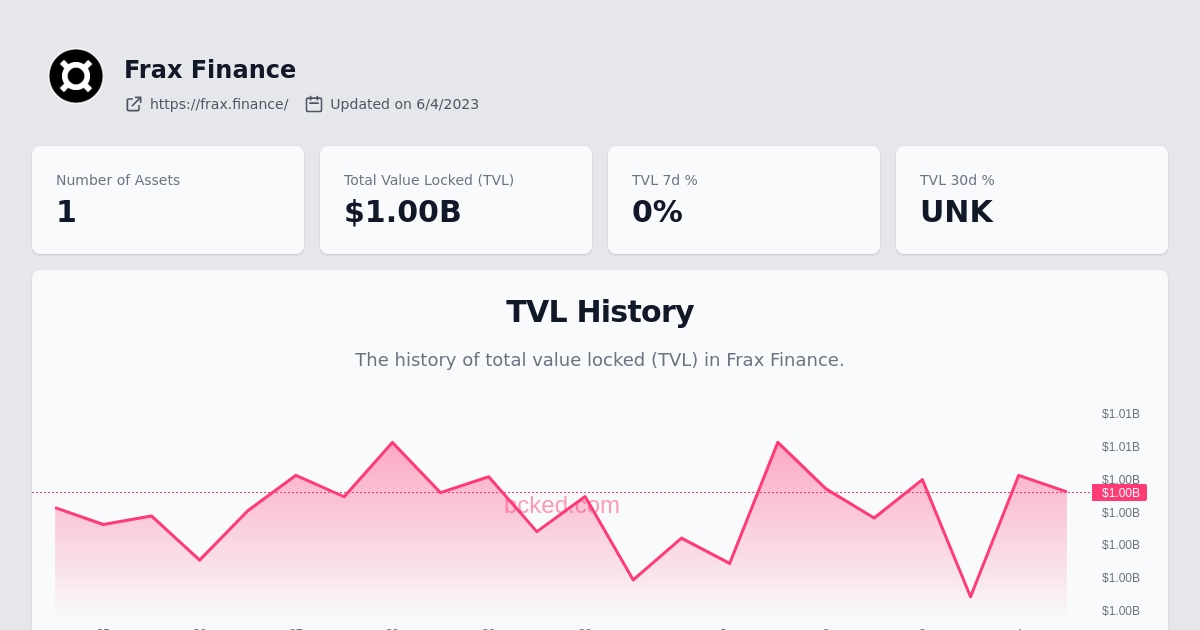 Frax Finance
https://frax.finance/ Updated on 6/4/2023
Number of Assets
1
Total Value Locked (TVL)
$1.00B
TVL 7d %
0%
TVL 30d %
UNK
TVL History
The history of total value locked (TVL) in Frax Finance.
$1.01B
$1.01B
$1.00B
$1.00B
bcked.com
$1.00B
$1.00B
$1.00B
$1.00B